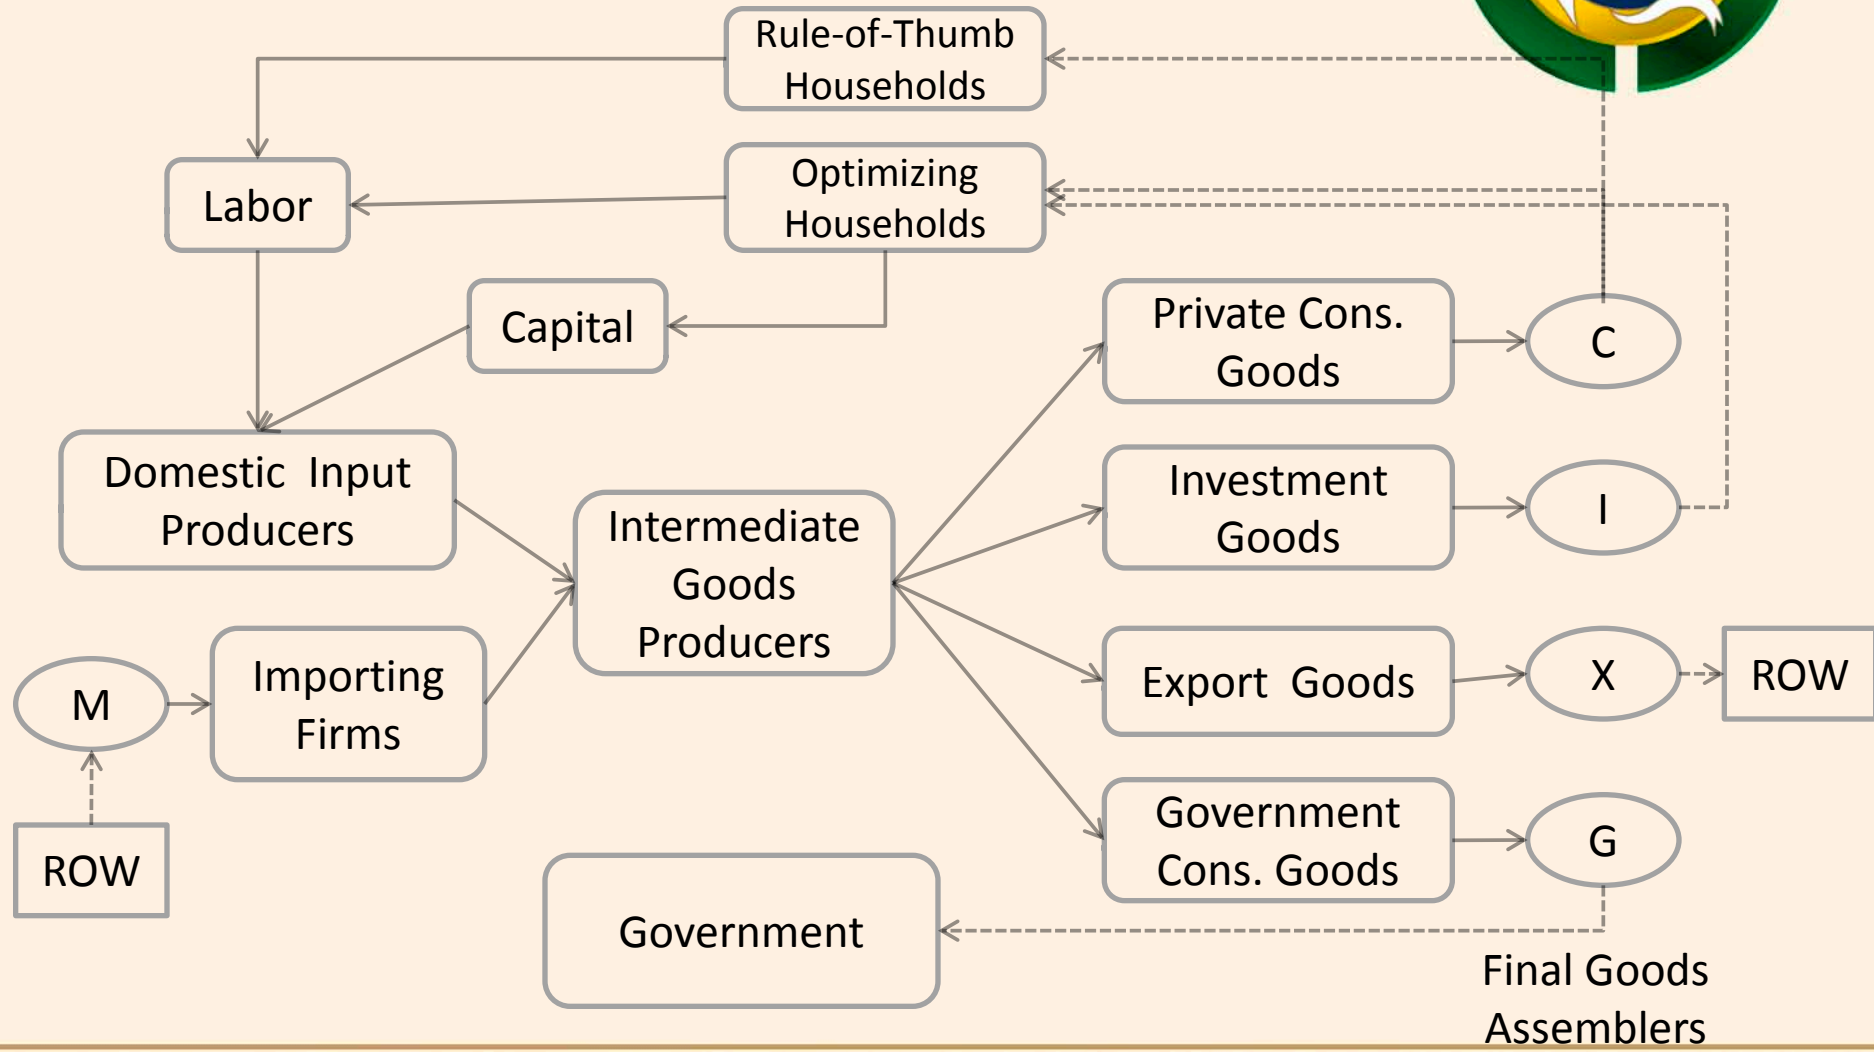 Rule-of-Thumb
Households
Optimizing
Households
Labor
Capital
Private Cons.
Goods
C
Domestic Input
Producers
Investment
Goods
I
Intermediate
Goods
Producers
Importing
Firms
M
Export Goods
X
ROW
ROW
Government
Cons. Goods
G
Government
Final Goods
Assemblers